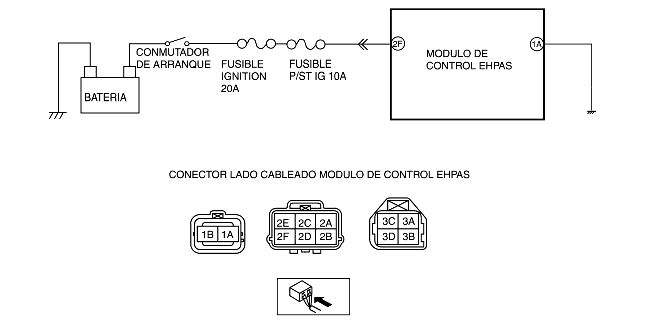 2F
1A
MODULO DE
CONTROL EHPAS
CONMUTADOR
DE ARRANQUE
FUSIBLE
IGNITION
20A
FUSIBLE
P/ST IG 10A
BATERIA
CONECTOR LADO CABLEADO MODULO DE CONTROL EHPAS
1B 1A
2E 2C 2A
2F 2D 2B
3C 3A
3D 3B